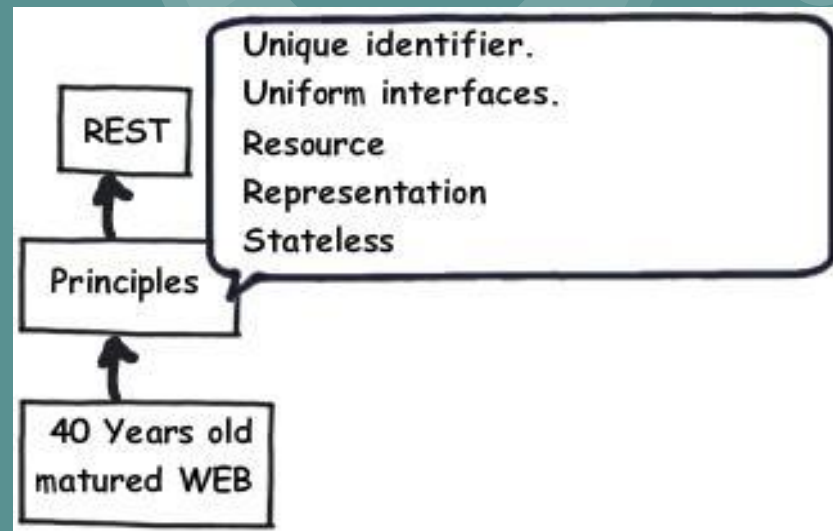 Unique identifier.
Uniform interfaces.
Resource
Representation
Stateless
REST
Principles
40 Years old
matured WEB